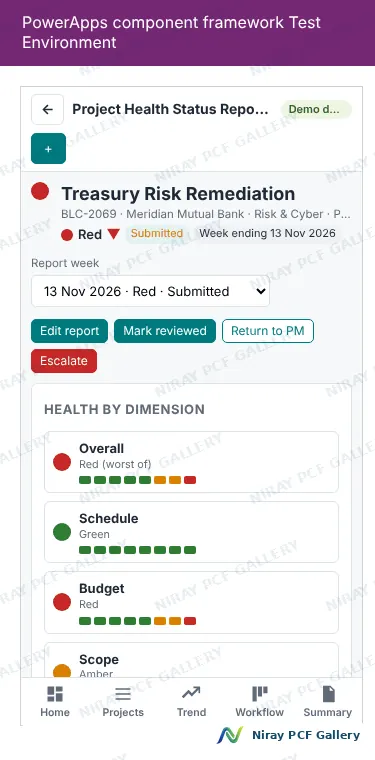 PowerApps component framework Test
Environment
Project Health Status Repo...
Demo d...
+
Treasury Risk Remediation
BLC-2069 · Meridian Mutual Bank · Risk & Cyber · P...
Red ▼ Submitted Week ending 13 Nov 2026
Report week
13 Nov 2026 · Red · Submitted
Edit report Mark reviewed Return to PM
Escalate
HEALTH BY DIMENSION
Overall
Red (worst of)
Schedule
Green
Budget
Red
Scope
Amber
Home Projects Trend Workflow Summary
Niray PCF Gallery
NIRAY PCF GALLERY